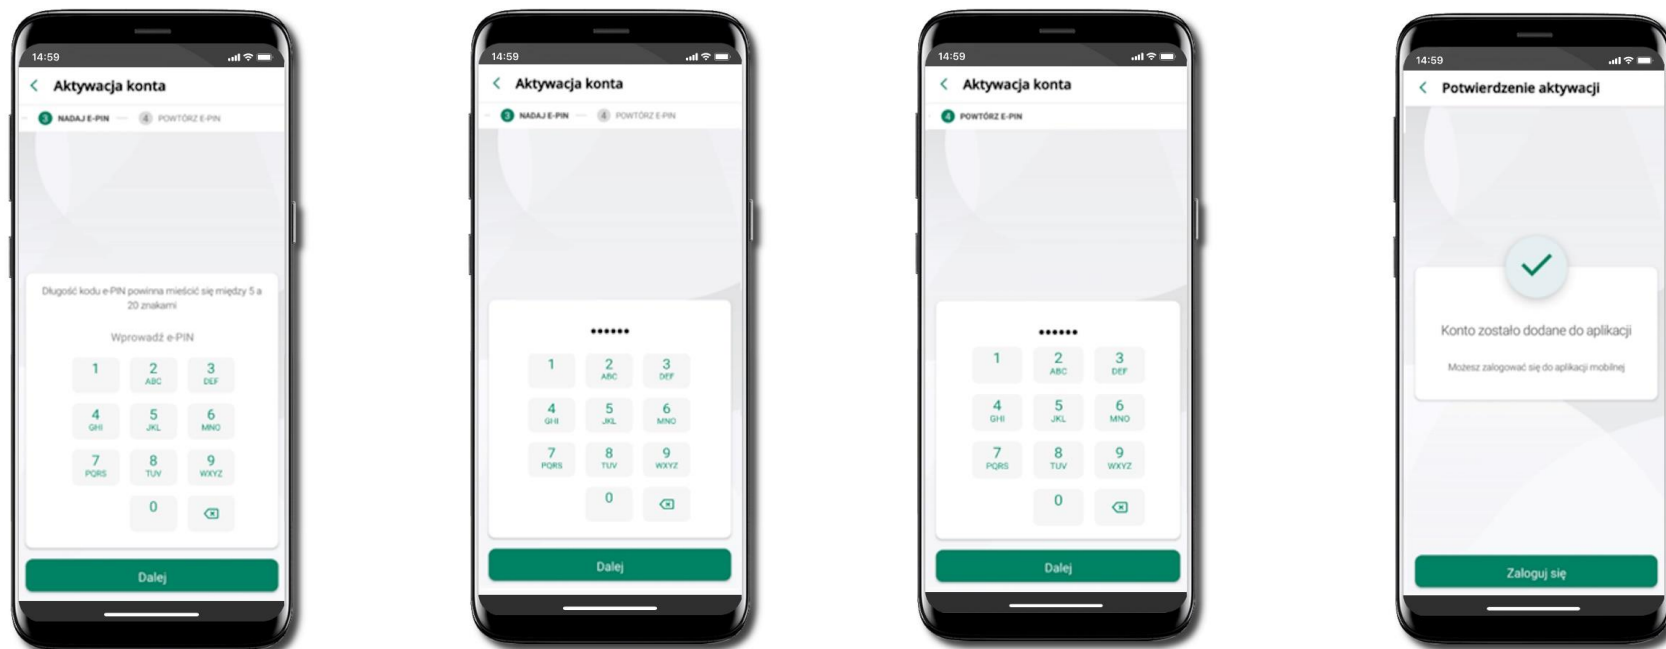 14:59
Aktywacja konta
3 NADAJ E-PIN 4 POWTÓRZ E-PIN
Długość kodu e-PIN powinna mieścić się między 5 a
20 znakami
Wprowadź e-PIN
1 2 3
ABC DEF
4 5 6
GHI JKL MNO
7 8 9
PQRS TUV WXYZ
0
Dalej
14:59
Aktywacja konta
3 NADAJ E-PIN 4 POWTÓRZ E-PIN
••••••
1 2 3
ABC DEF
4 5 6
GHI JKL MNO
7 8 9
PQRS TUV WXYZ
0
Dalej
14:59
Aktywacja konta
4 POWTÓRZ E-PIN
••••••
1 2 3
ABC DEF
4 5 6
GHI JKL MNO
7 8 9
PQRS TUV WXYZ
0
Dalej
14:59
Potwierdzenie aktywacji
Konto zostało dodane do aplikacji
Możesz zalogować się do aplikacji mobilnej
Zaloguj się